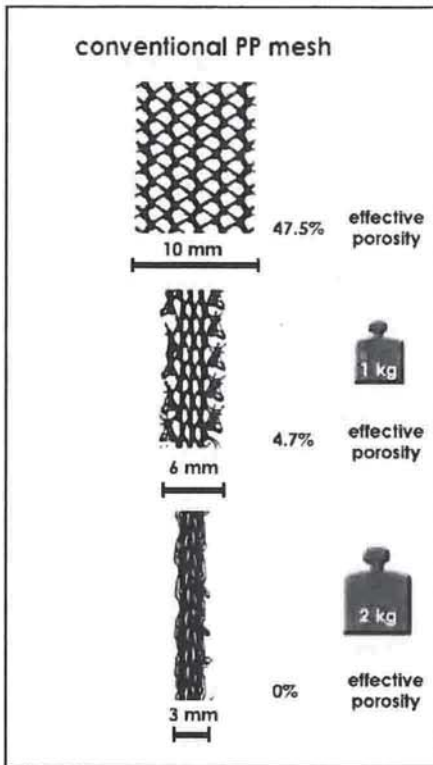 conventional PP mesh
47.5% effective
porosity
10 mm
1 kg
4.7% effective
porosity
6 mm
2 kg
0% effective
porosity
3 mm